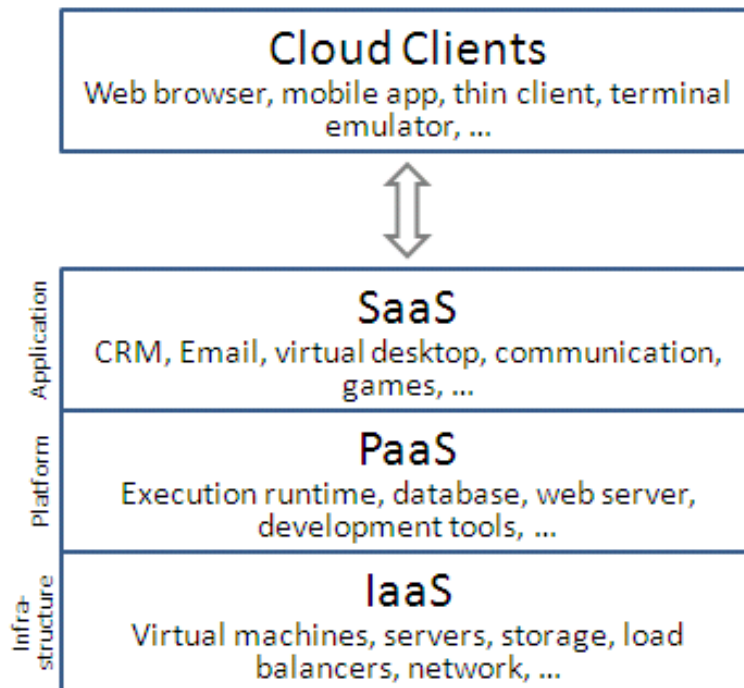 Cloud Clients
Web browser, mobile app, thin client, terminal
emulator, ...
Application
SaaS
CRM, Email, virtual desktop, communication,
games, ...
Platform
PaaS
Execution runtime, database, web server,
development tools, ...
Infra-
structure
IaaS
Virtual machines, servers, storage, load
balancers, network, ...